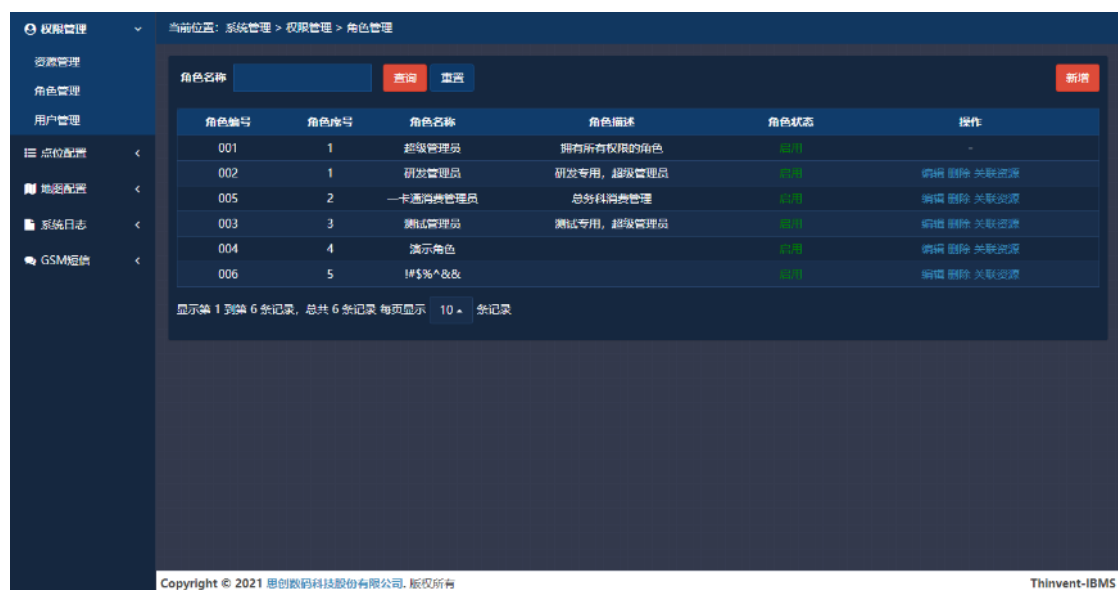 权限管理
资源管理
角色管理
用户管理
点位配置
地图配置
系统日志
GSM短信
当前位置：系统管理 > 权限管理 > 角色管理
角色名称 查询 重置 新增
角色编号 角色序号 角色名称 角色描述 角色状态 操作
001 1 超级管理员 拥有所有权限的角色 启用 -
002 1 研发管理员 研发专用，超级管理员 启用 编辑 删除 关联资源
005 2 一卡通消费管理员 总务科消费管理 启用 编辑 删除 关联资源
003 3 测试管理员 测试专用，超级管理员 启用 编辑 删除 关联资源
004 4 演示角色 启用 编辑 删除 关联资源
006 5 !#$%^&& 启用 编辑 删除 关联资源
显示第 1 到第 6 条记录，总共 6 条记录 每页显示 10 条记录
Copyright © 2021 思创数码科技股份有限公司. 版权所有 Thinvent-IBMS